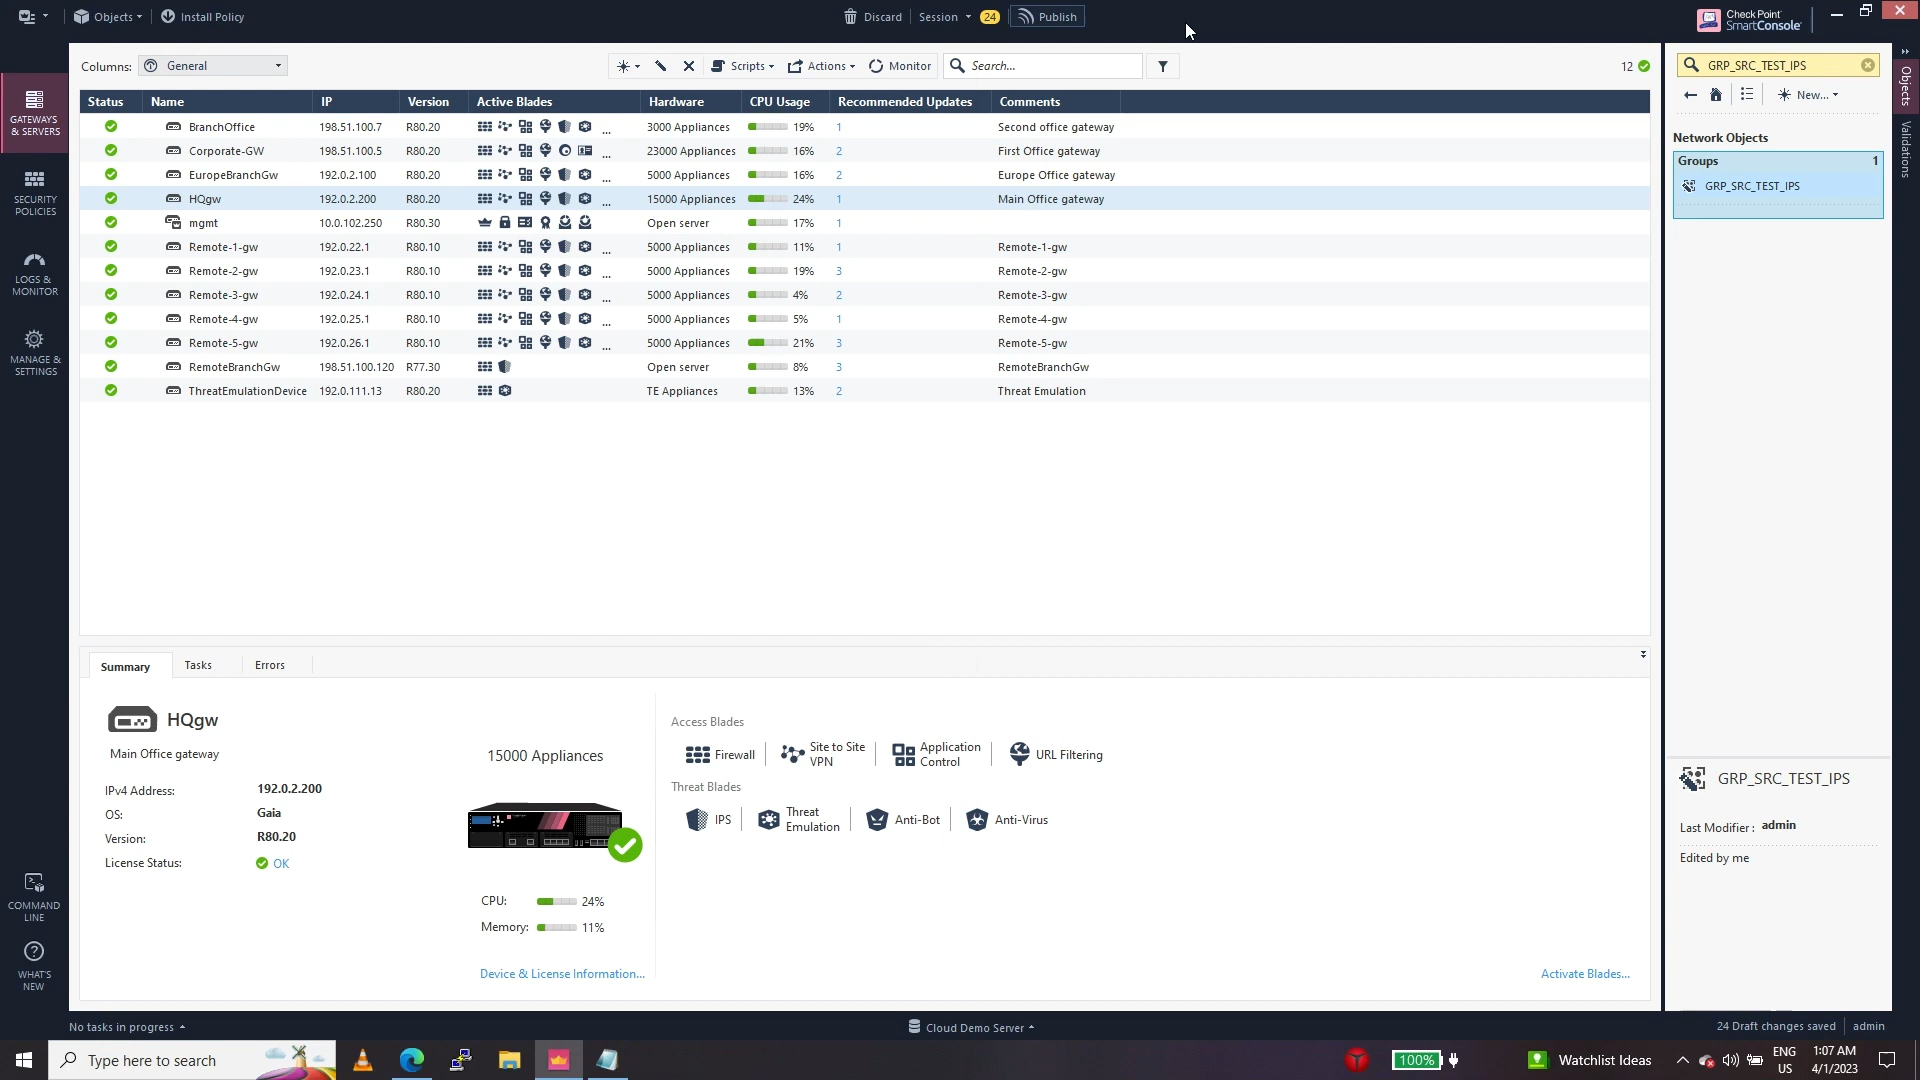 Objects
Install Policy
Discard
Session
24
Publish
Check Point
SmartConsole
Columns:
General
Scripts
Actions
Monitor
Search...
12
GRP_SRC_TEST_IPS
New...
Objects
Validations
GATEWAYS
& SERVERS
SECURITY
POLICIES
LOGS &
MONITOR
MANAGE &
SETTINGS
COMMAND
LINE
WHAT'S
NEW
Status Name IP Version Active Blades Hardware CPU Usage Recommended Updates Comments
BranchOffice 198.51.100.7 R80.20 ... 3000 Appliances 19% 1 Second office gateway
Corporate-GW 198.51.100.5 R80.20 ... 23000 Appliances 16% 2 First Office gateway
EuropeBranchGw 192.0.2.100 R80.20 ... 5000 Appliances 16% 2 Europe Office gateway
HQgw 192.0.2.200 R80.20 ... 15000 Appliances 24% 1 Main Office gateway
mgmt 10.0.102.250 R80.30 Open server 17% 1
Remote-1-gw 192.0.22.1 R80.10 ... 5000 Appliances 11% 1 Remote-1-gw
Remote-2-gw 192.0.23.1 R80.10 ... 5000 Appliances 19% 3 Remote-2-gw
Remote-3-gw 192.0.24.1 R80.10 ... 5000 Appliances 4% 2 Remote-3-gw
Remote-4-gw 192.0.25.1 R80.10 ... 5000 Appliances 5% 1 Remote-4-gw
Remote-5-gw 192.0.26.1 R80.10 ... 5000 Appliances 21% 3 Remote-5-gw
RemoteBranchGw 198.51.100.120 R77.30 Open server 8% 3 RemoteBranchGw
ThreatEmulationDevice 192.0.111.13 R80.20 TE Appliances 13% 2 Threat Emulation
Network Objects
Groups 1
GRP_SRC_TEST_IPS
Summary Tasks Errors
HQgw
Main Office gateway
IPv4 Address: 192.0.2.200
OS: Gaia
Version: R80.20
License Status: OK
15000 Appliances
CPU: 24%
Memory: 11%
Device & License Information...
Access Blades
Firewall
Site to Site
VPN
Application
Control
URL Filtering
Threat Blades
IPS
Threat
Emulation
Anti-Bot
Anti-Virus
Activate Blades...
GRP_SRC_TEST_IPS
Last Modifier: admin
Edited by me
No tasks in progress
Cloud Demo Server
24 Draft changes saved
admin
Type here to search
100%
Watchlist Ideas
ENG
US
1:07 AM
4/1/2023